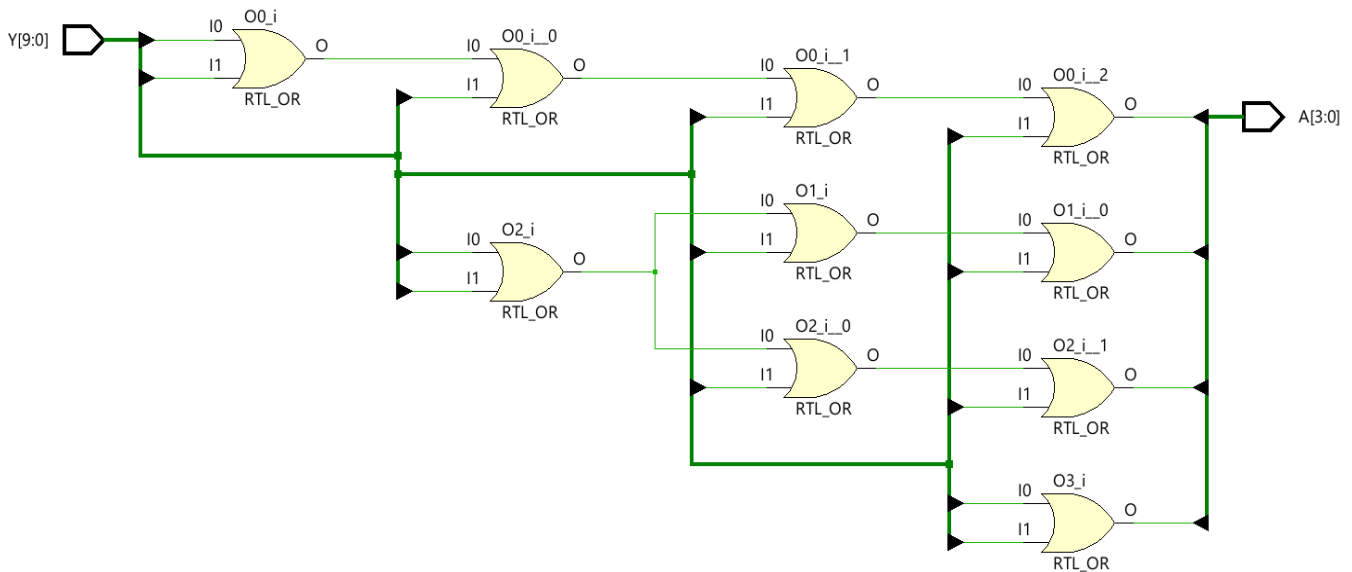 Y[9:0]
O0_i
I0
I1
O
RTL_OR
O0_i__0
I0
I1
O
RTL_OR
O0_i__1
I0
I1
O
RTL_OR
O0_i__2
I0
I1
O
RTL_OR
A[3:0]
O2_i
I0
I1
O
RTL_OR
O1_i
I0
I1
O
RTL_OR
O1_i__0
I0
I1
O
RTL_OR
O2_i__0
I0
I1
O
RTL_OR
O2_i__1
I0
I1
O
RTL_OR
O3_i
I0
I1
O
RTL_OR